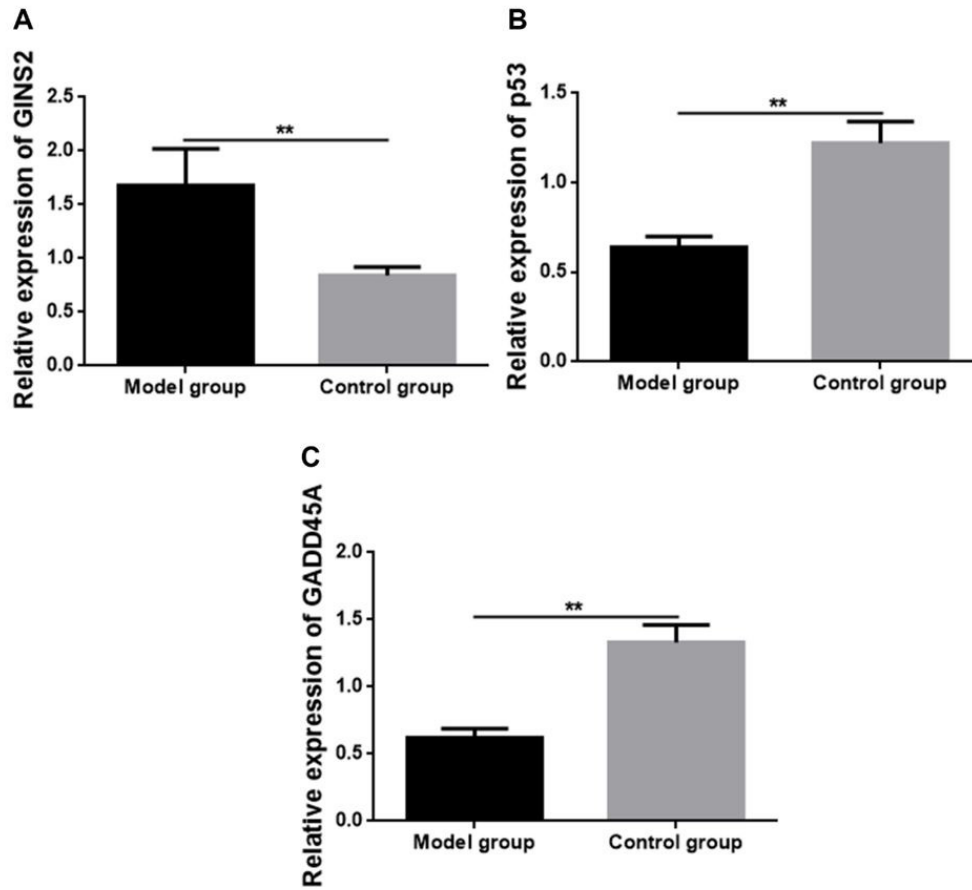 A
Relative expression of GINS2
2.5
2.0
1.5
1.0
0.5
0.0
**
Model group
Control group
B
Relative expression of p53
1.5
1.0
0.5
0.0
**
Model group
Control group
C
Relative expression of GADD45A
2.0
1.5
1.0
0.5
0.0
**
Model group
Control group